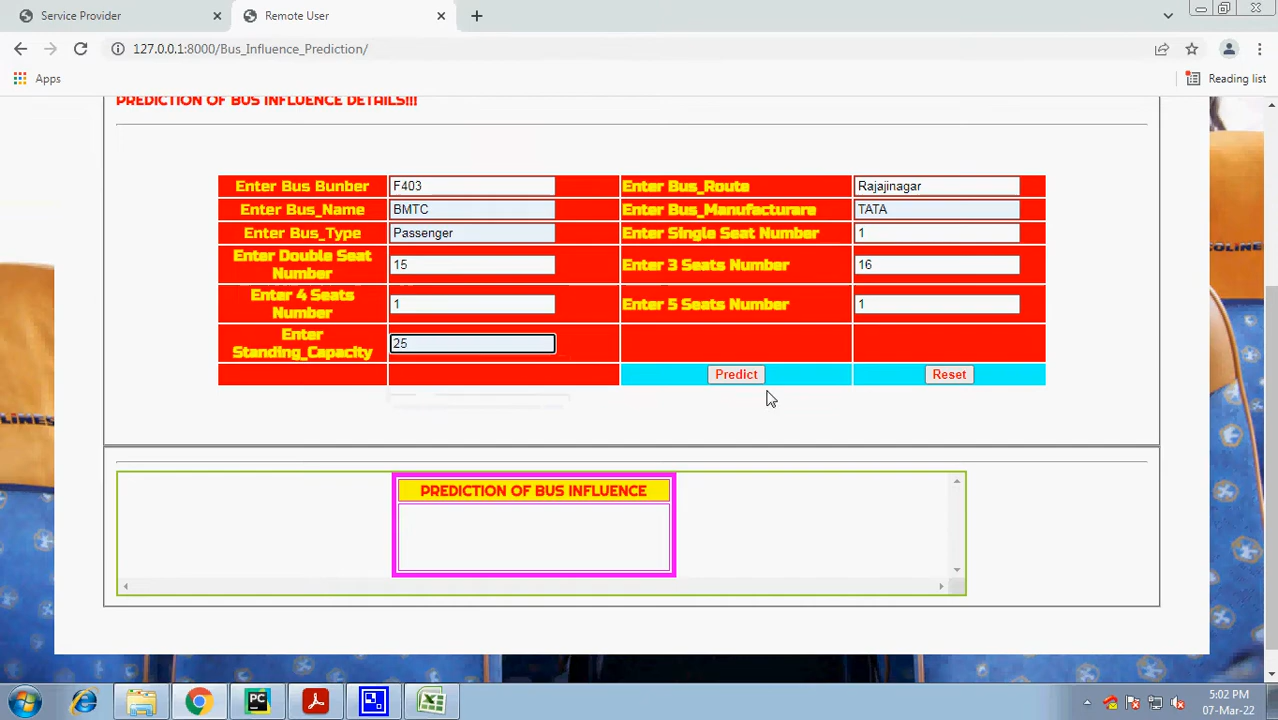 Service Provider
Remote User
127.0.0.1:8000/Bus_Influence_Prediction/
Apps
Reading list
PREDICTION OF BUS INFLUENCE DETAILS!!!
Enter Bus Bunber F403 Enter Bus_Route Rajajinagar
Enter Bus_Name BMTC Enter Bus_Manufacturare TATA
Enter Bus_Type Passenger Enter Single Seat Number 1
Enter Double Seat
Number 15 Enter 3 Seats Number 16
Enter 4 Seats
Number 1 Enter 5 Seats Number 1
Enter
Standing_Capacity 25
Predict Reset
PREDICTION OF BUS INFLUENCE
PC
5:02 PM
07-Mar-22